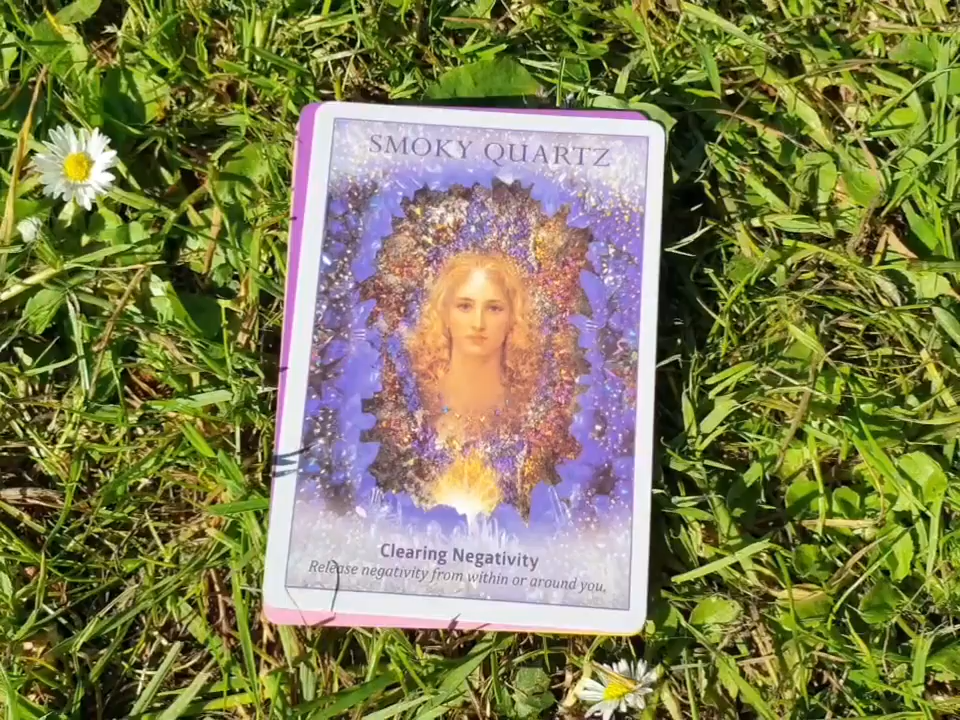 SMOKY QUARTZ
Clearing Negativity
Release negativity from within or around you.